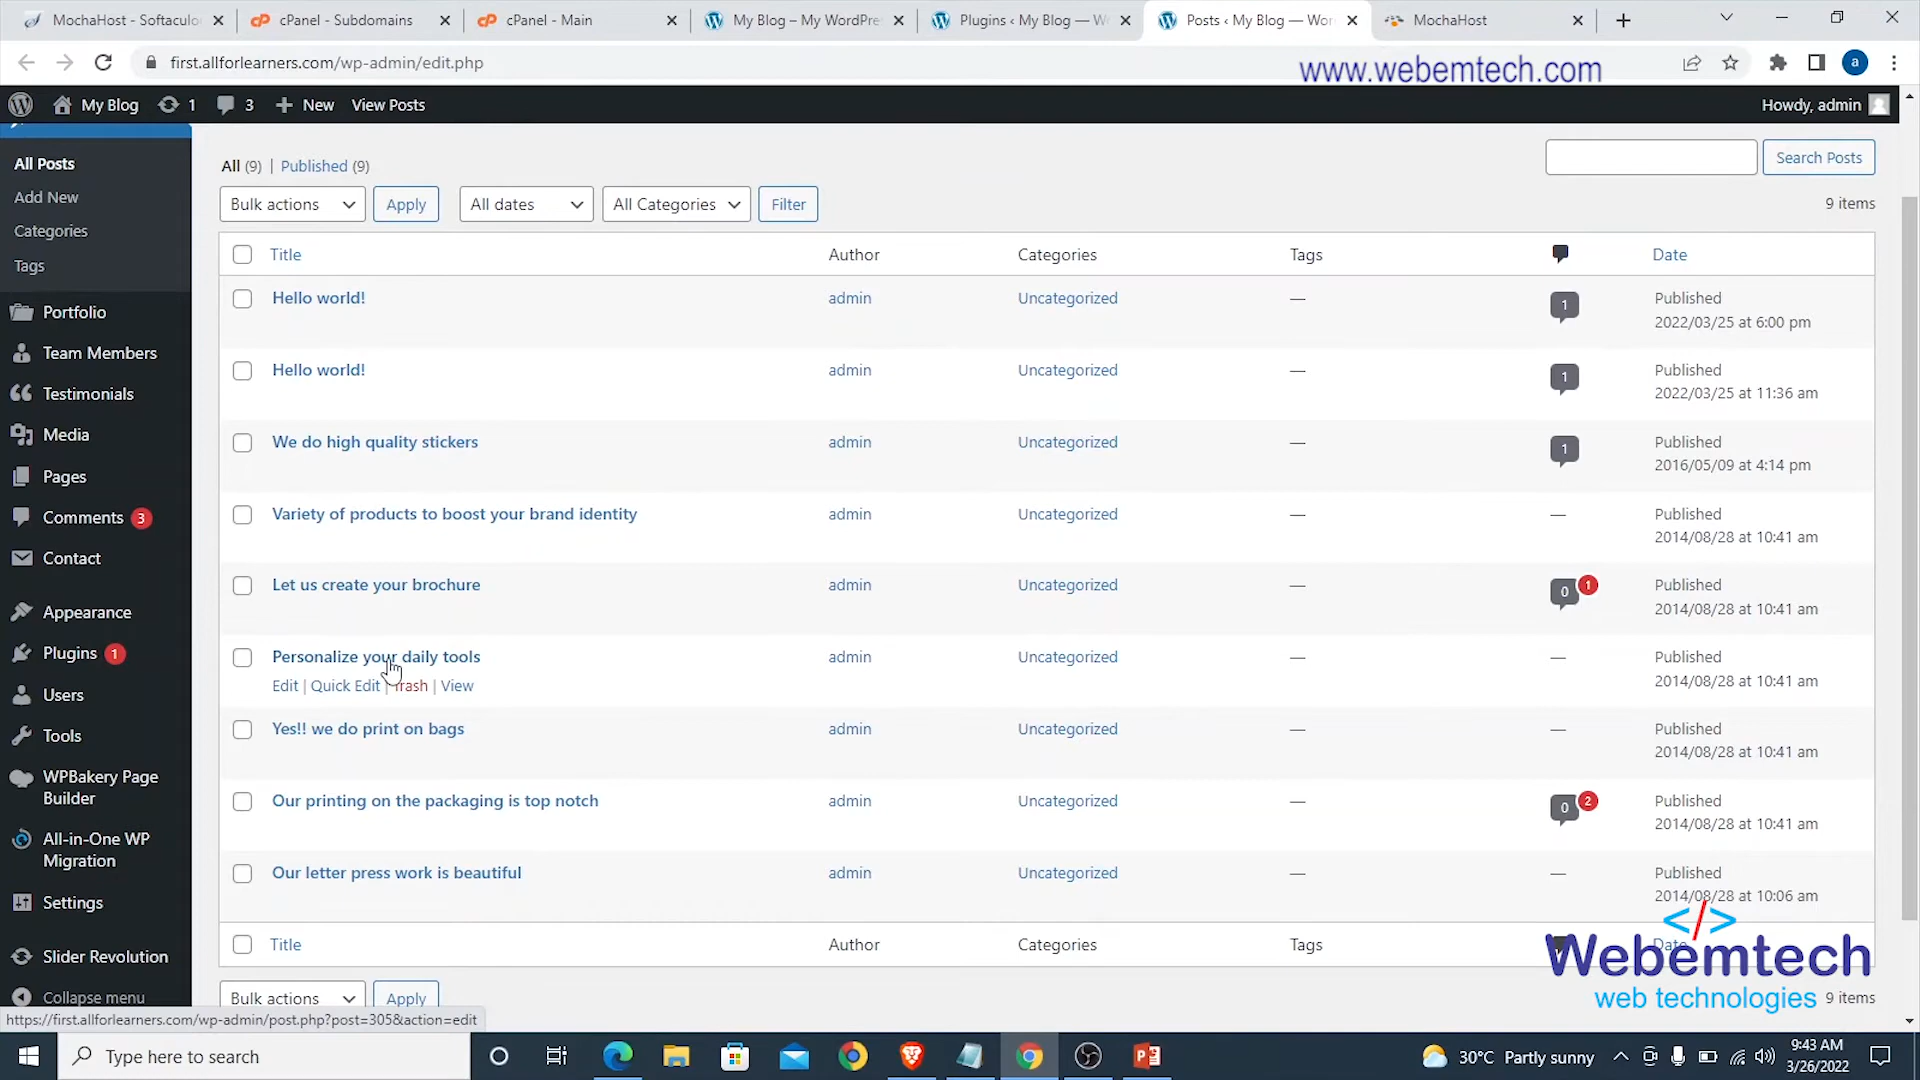 MochaHost - Softaculo
cPanel - Subdomains
cPanel - Main
My Blog – My WordPre
Plugins ‹ My Blog — W
Posts ‹ My Blog — Wor
MochaHost
first.allforlearners.com/wp-admin/edit.php
www.webemtech.com
a
My Blog
1
3
New
View Posts
Howdy, admin
All Posts
Add New
Categories
Tags
Portfolio
Team Members
Testimonials
Media
Pages
Comments 3
Contact
Appearance
Plugins 1
Users
Tools
WPBakery Page
Builder
All-in-One WP
Migration
Settings
Slider Revolution
Collapse menu
All (9) | Published (9)
Search Posts
Bulk actions
Apply
All dates
All Categories
Filter
9 items
Title Author Categories Tags Date
Hello world! admin Uncategorized — 1 Published
2022/03/25 at 6:00 pm
Hello world! admin Uncategorized — 1 Published
2022/03/25 at 11:36 am
We do high quality stickers admin Uncategorized — 1 Published
2016/05/09 at 4:14 pm
Variety of products to boost your brand identity admin Uncategorized — — Published
2014/08/28 at 10:41 am
Let us create your brochure admin Uncategorized — 0 1 Published
2014/08/28 at 10:41 am
Personalize your daily tools admin Uncategorized — — Published
Edit | Quick Edit | Trash | View 2014/08/28 at 10:41 am
Yes!! we do print on bags admin Uncategorized — — Published
2014/08/28 at 10:41 am
Our printing on the packaging is top notch admin Uncategorized — 0 2 Published
2014/08/28 at 10:41 am
Our letter press work is beautiful admin Uncategorized — — Published
2014/08/28 at 10:06 am
Title Author Categories Tags Date
</>
Webemtech
web technologies
Bulk actions
Apply
9 items
https://first.allforlearners.com/wp-admin/post.php?post=305&action=edit
Type here to search
30°C Partly sunny
9:43 AM
3/26/2022